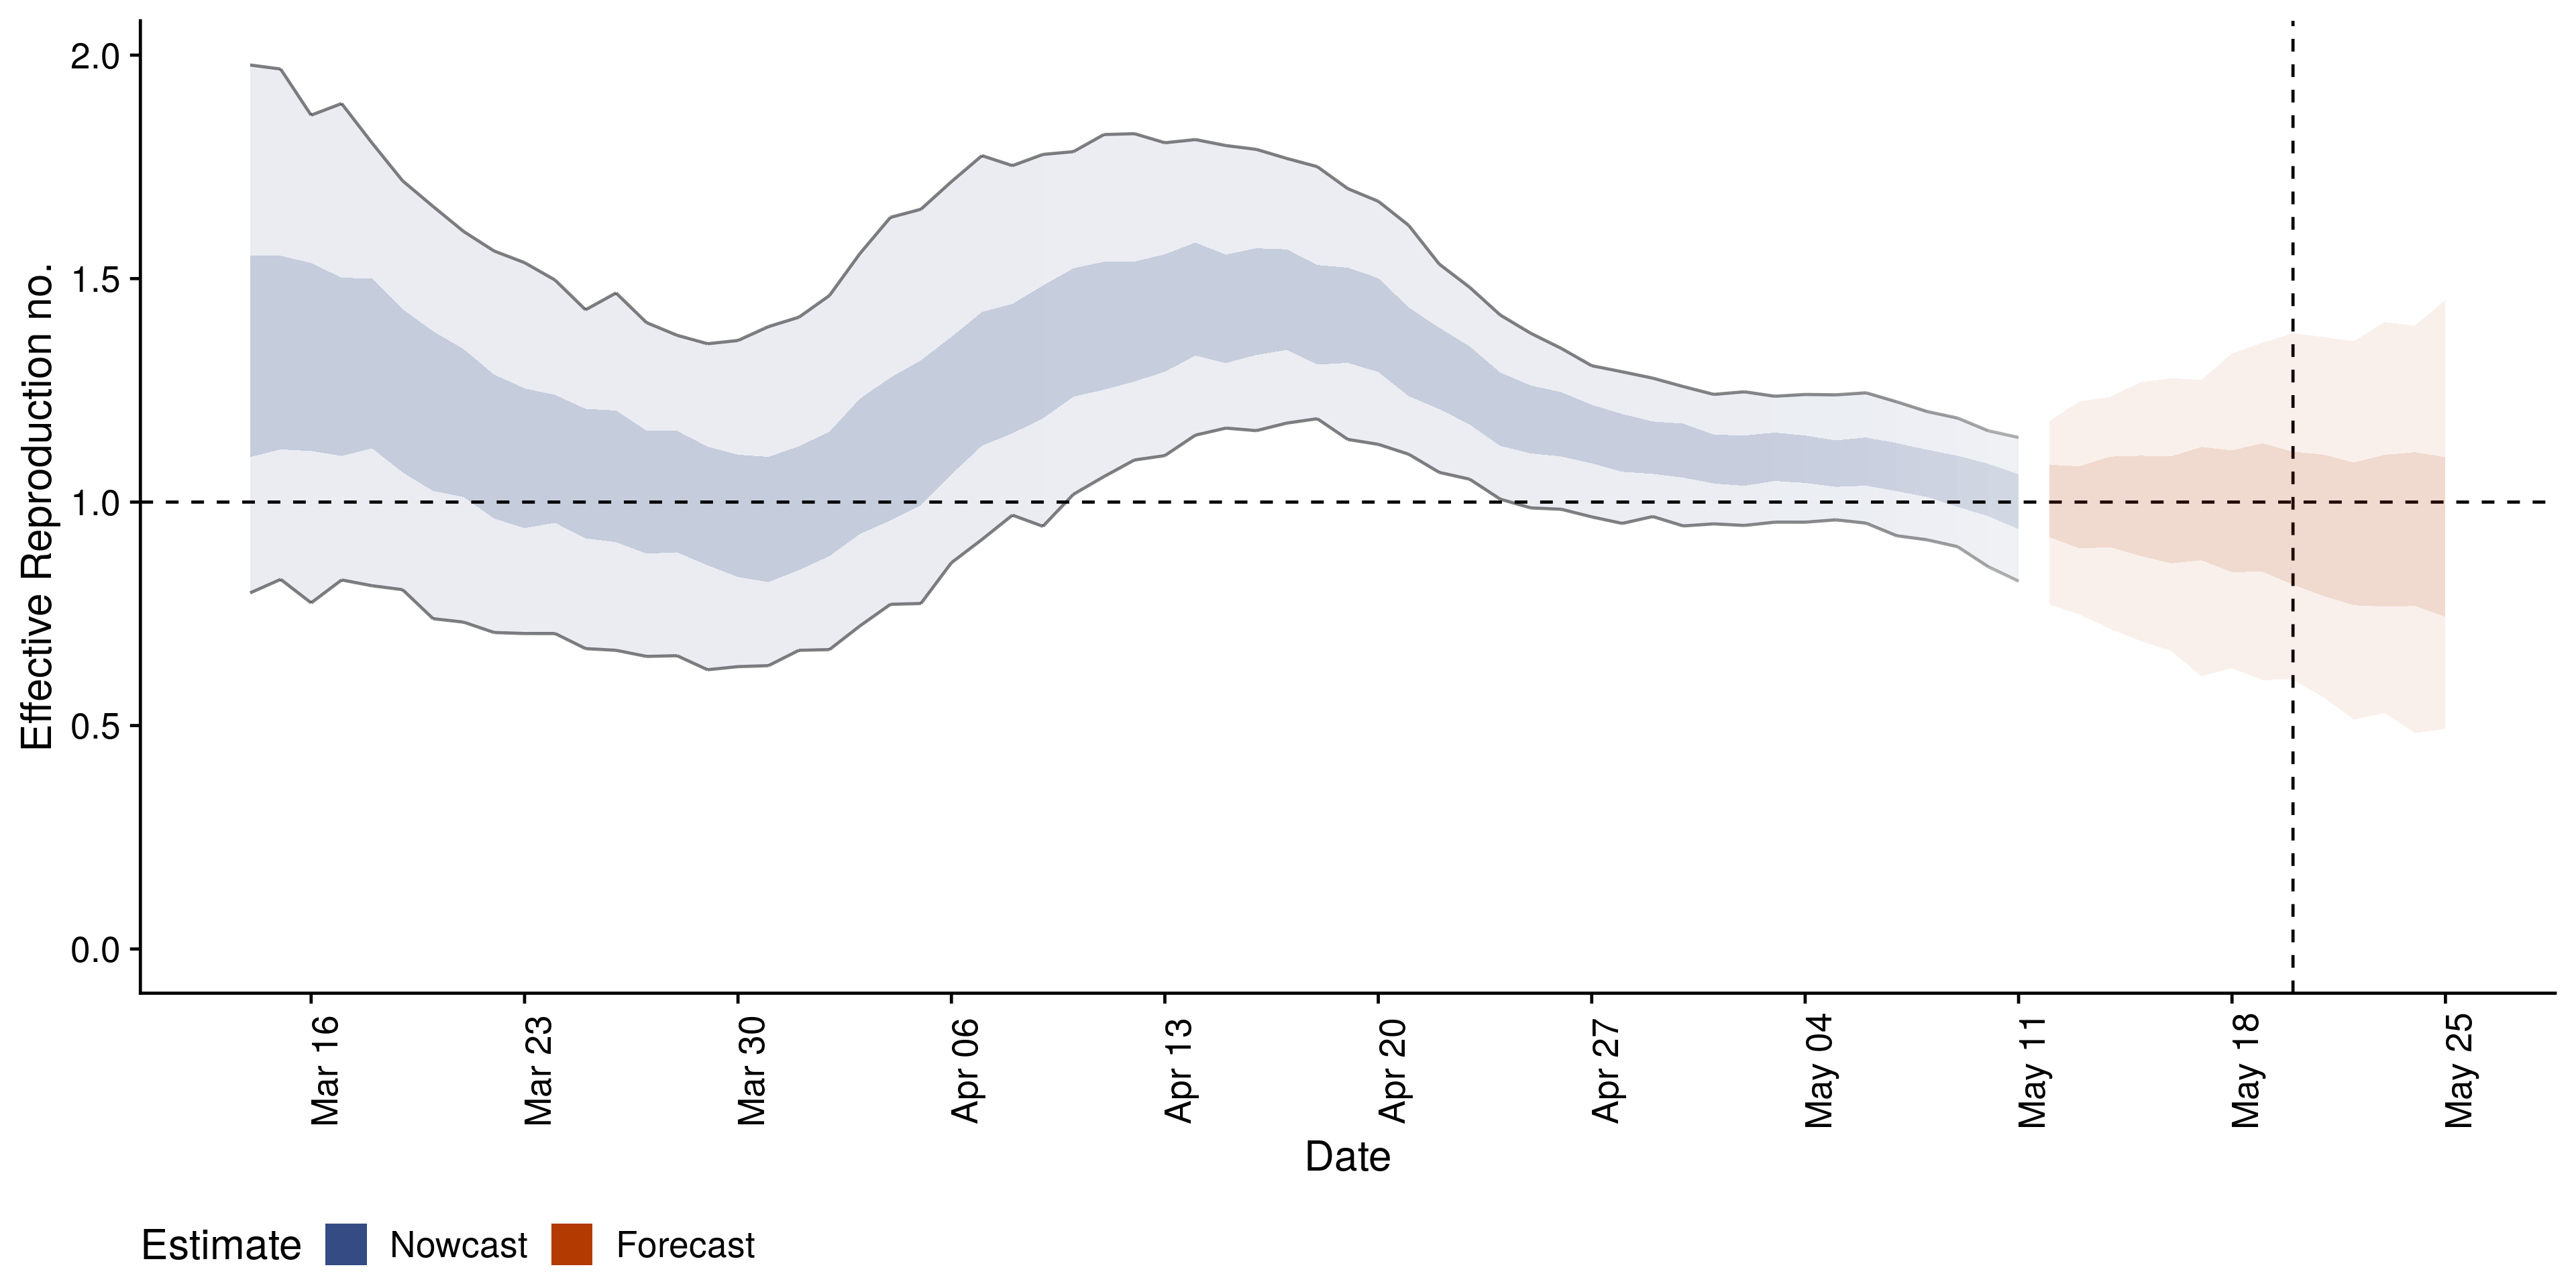 Effective Reproduction no.
2.0
1.5
1.0
0.5
0.0
Mar 16
Mar 23
Mar 30
Apr 06
Apr 13
Apr 20
Apr 27
May 04
May 11
May 18
May 25
Date
Estimate Nowcast Forecast